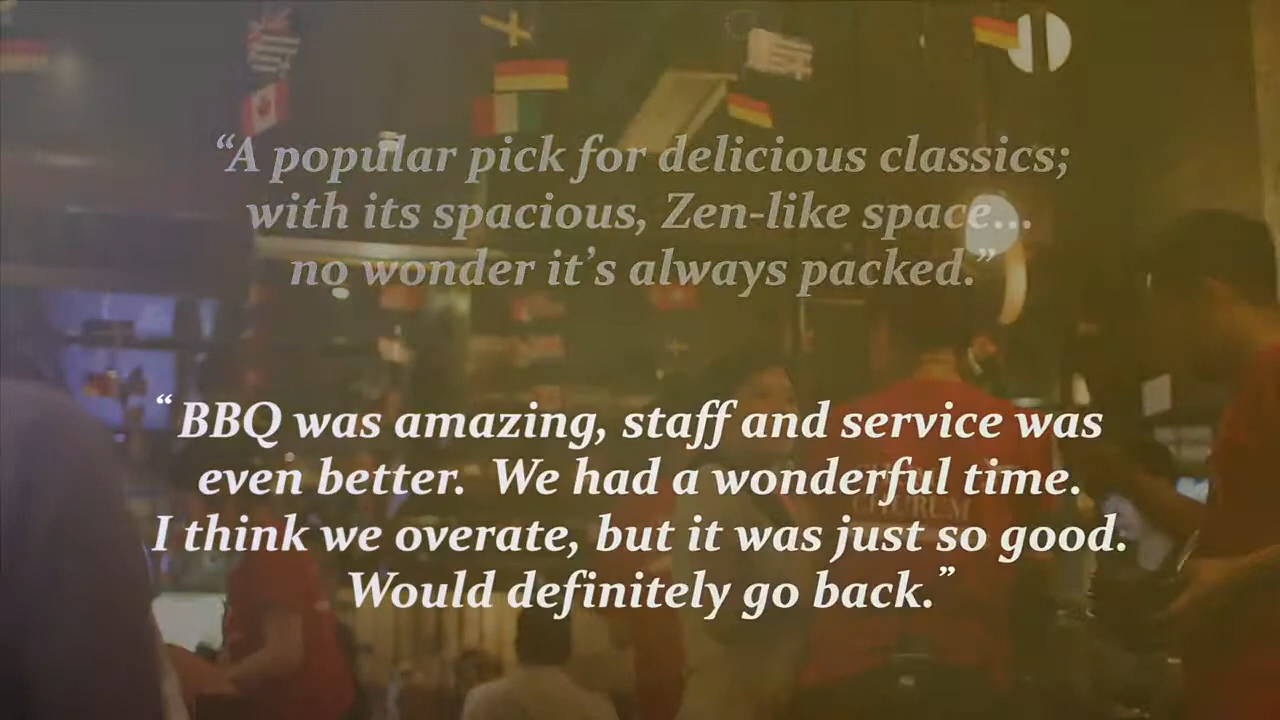 “A popular pick for delicious classics;
with its spacious, Zen-like space...
no wonder it’s always packed.”
“BBQ was amazing, staff and service was
even better.  We had a wonderful time.
I think we overate, but it was just so good.
Would definitely go back.”